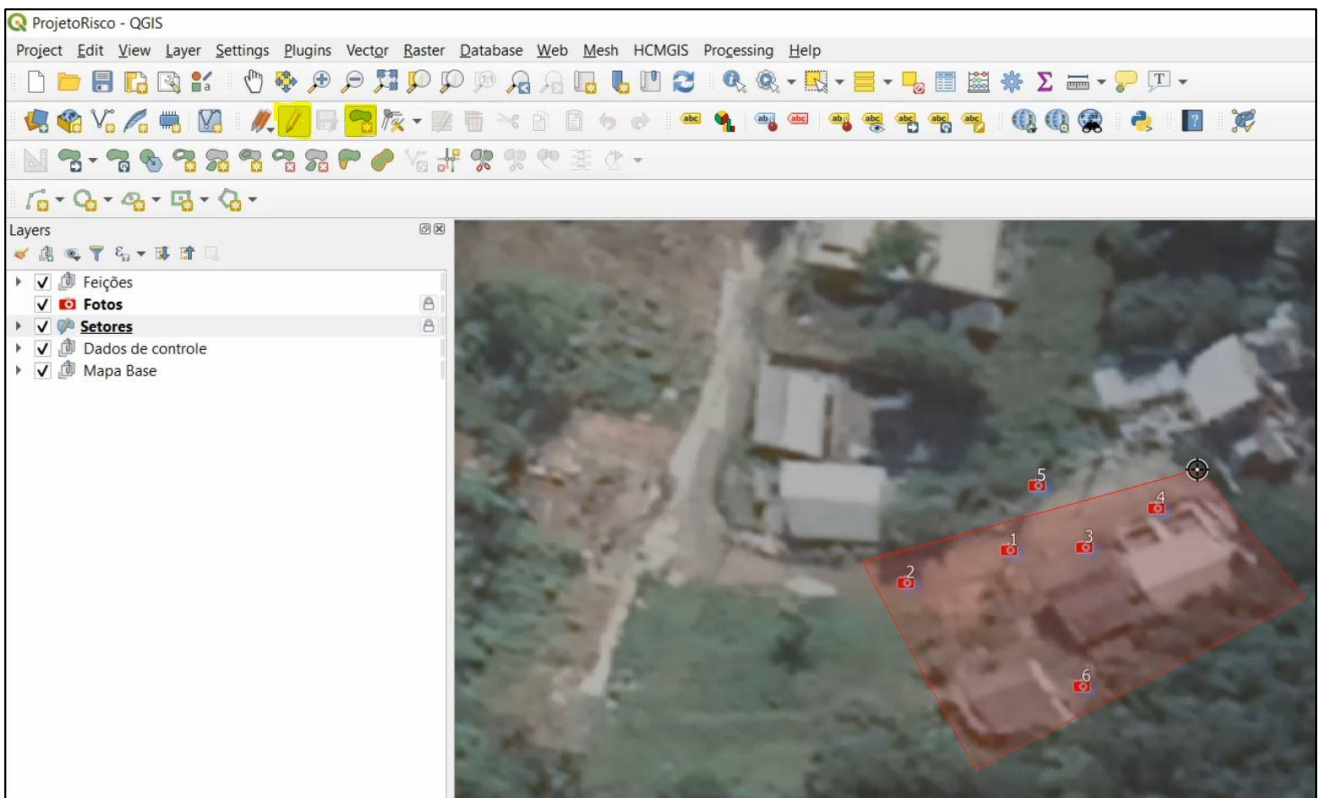 ProjetoRisco - QGIS
Project Edit View Layer Settings Plugins Vector Raster Database Web Mesh HCMGIS Processing Help
Layers
Feições
Fotos
Setores
Dados de controle
Mapa Base
5
4
1
3
2
6